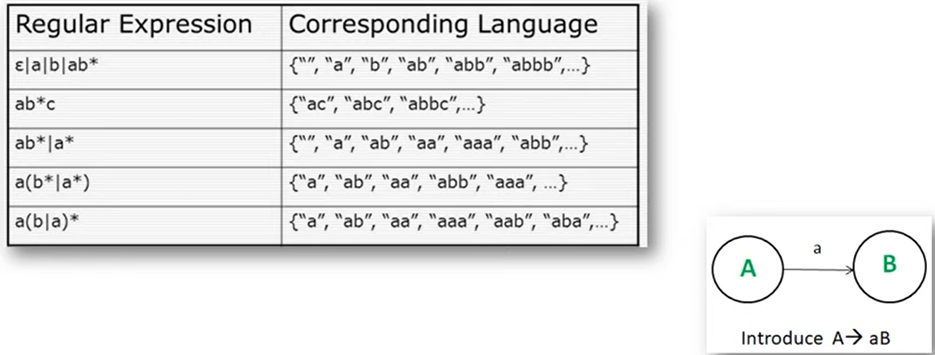 Regular Expression Corresponding Language
ε|a|b|ab* {“”, “a”, “b”, “ab”, “abb”, “abbb”,...}
ab*c {“ac”, “abc”, “abbc”,...}
ab*|a* {“”, “a”, “ab”, “aa”, “aaa”, “abb”,...}
a(b*|a*) {“a”, “ab”, “aa”, “abb”, “aaa”, ...}
a(b|a)* {“a”, “ab”, “aa”, “aaa”, “aab”, “aba”,...}
a
A B
Introduce A→ aB